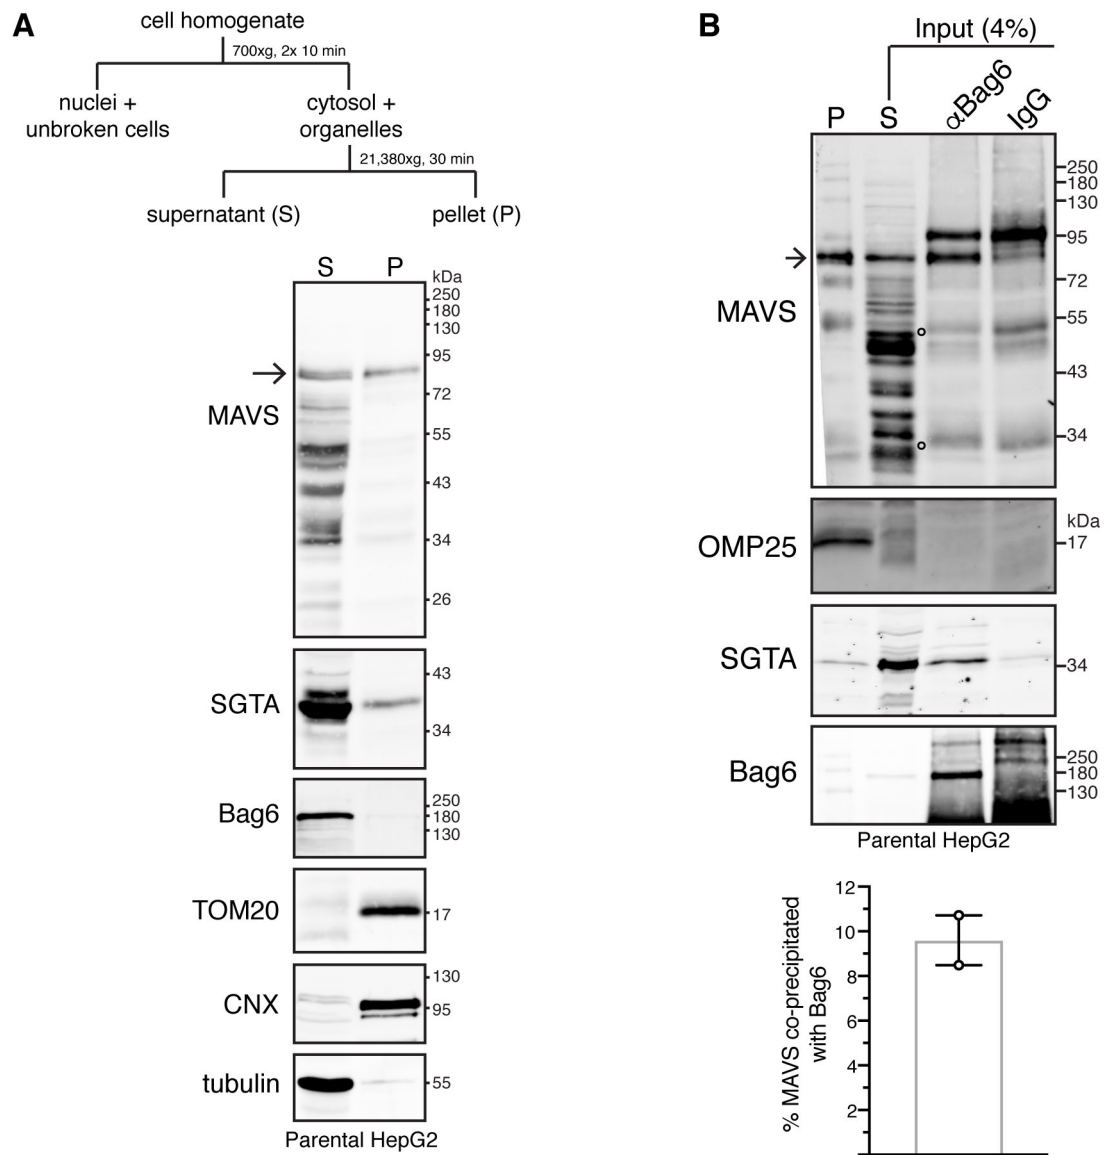 A
cell homogenate
700xg, 2x 10 min
nuclei +
unbroken cells
cytosol +
organelles
21,380xg, 30 min
supernatant (S)
pellet (P)
S P
kDa
250
180
130
95
72
55
43
34
26
MAVS
SGTA
43
34
Bag6
250
180
130
TOM20
17
CNX
130
95
tubulin
55
Parental HepG2
B
Input (4%)
P S αBag6 IgG
250
180
130
95
72
55
43
34
MAVS
OMP25
kDa
17
SGTA
34
Bag6
250
180
130
Parental HepG2
% MAVS co-precipitated
with Bag6
12
10
8
6
4
2